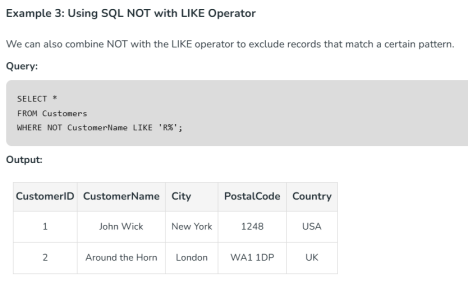 Example 3: Using SQL NOT with LIKE Operator
We can also combine NOT with the LIKE operator to exclude records that match a certain pattern.
Query:
SELECT *
FROM Customers
WHERE NOT CustomerName LIKE 'R%';
Output:
CustomerID CustomerName City PostalCode Country
1 John Wick New York 1248 USA
2 Around the Horn London WA1 1DP UK